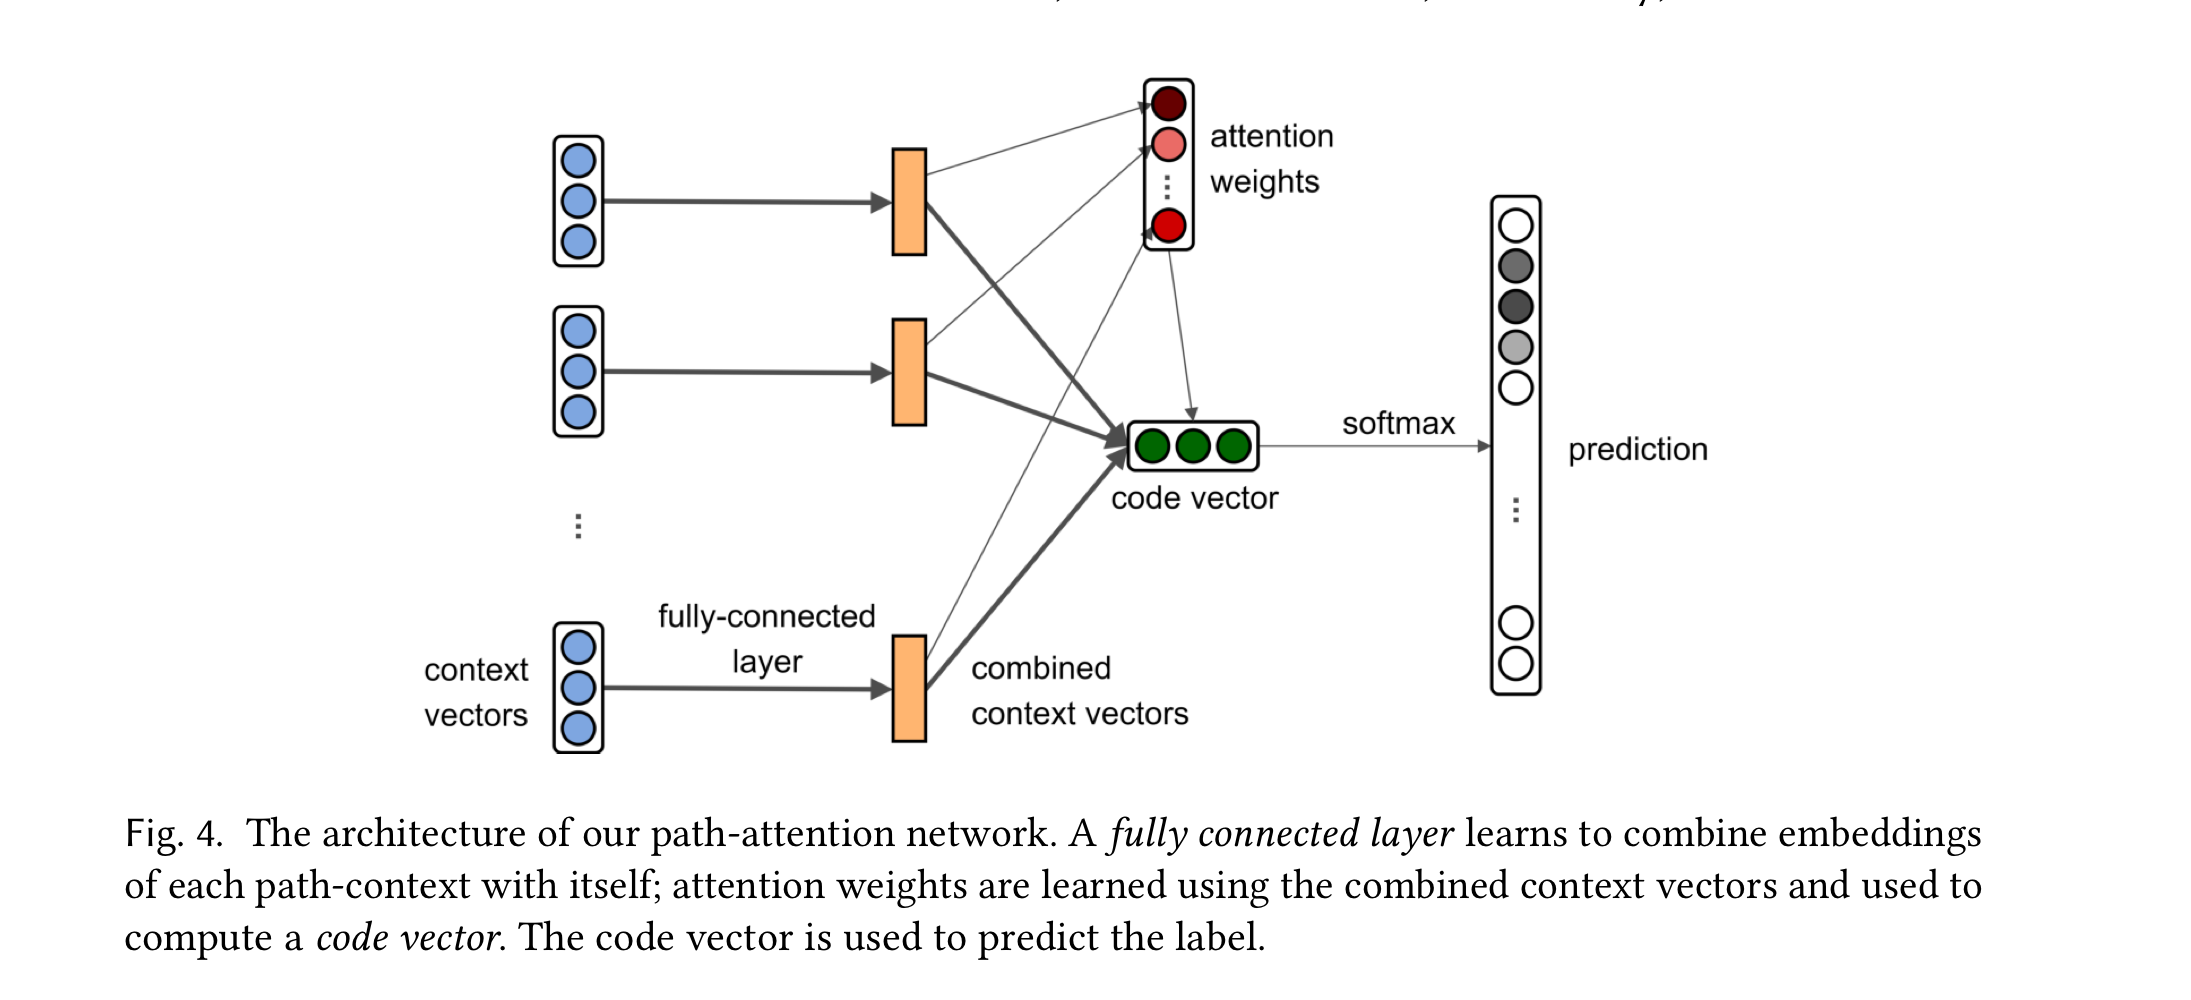 attention
weights
softmax
prediction
code vector
fully-connected
layer
context
vectors
combined
context vectors
Fig. 4. The architecture of our path-attention network. A fully connected layer learns to combine embeddings
of each path-context with itself; attention weights are learned using the combined context vectors and used to
compute a code vector. The code vector is used to predict the label.